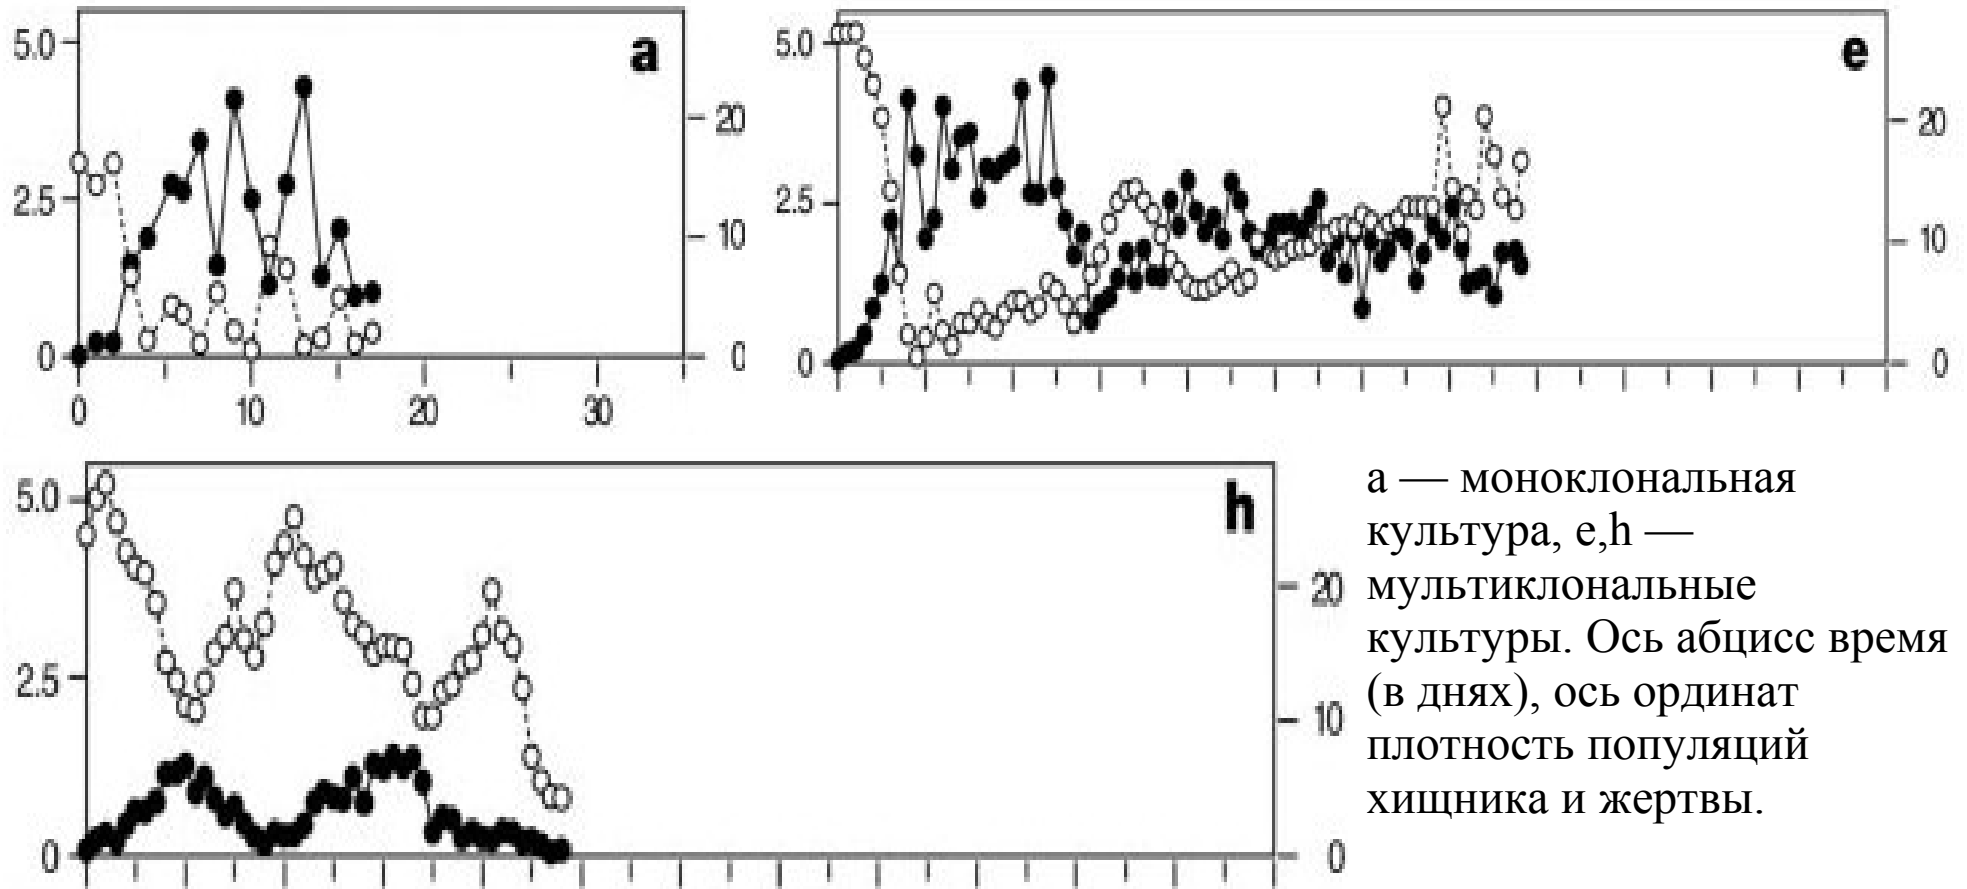 5.0
a
20
2.5
10
0
0
0
10
20
30
5.0
e
20
2.5
10
0
0
5.0
h
20
2.5
10
0
0
a — моноклональная
культура, e,h —
мультиклональные
культуры. Ось абцисс время
(в днях), ось ординат
плотность популяций
хищника и жертвы.